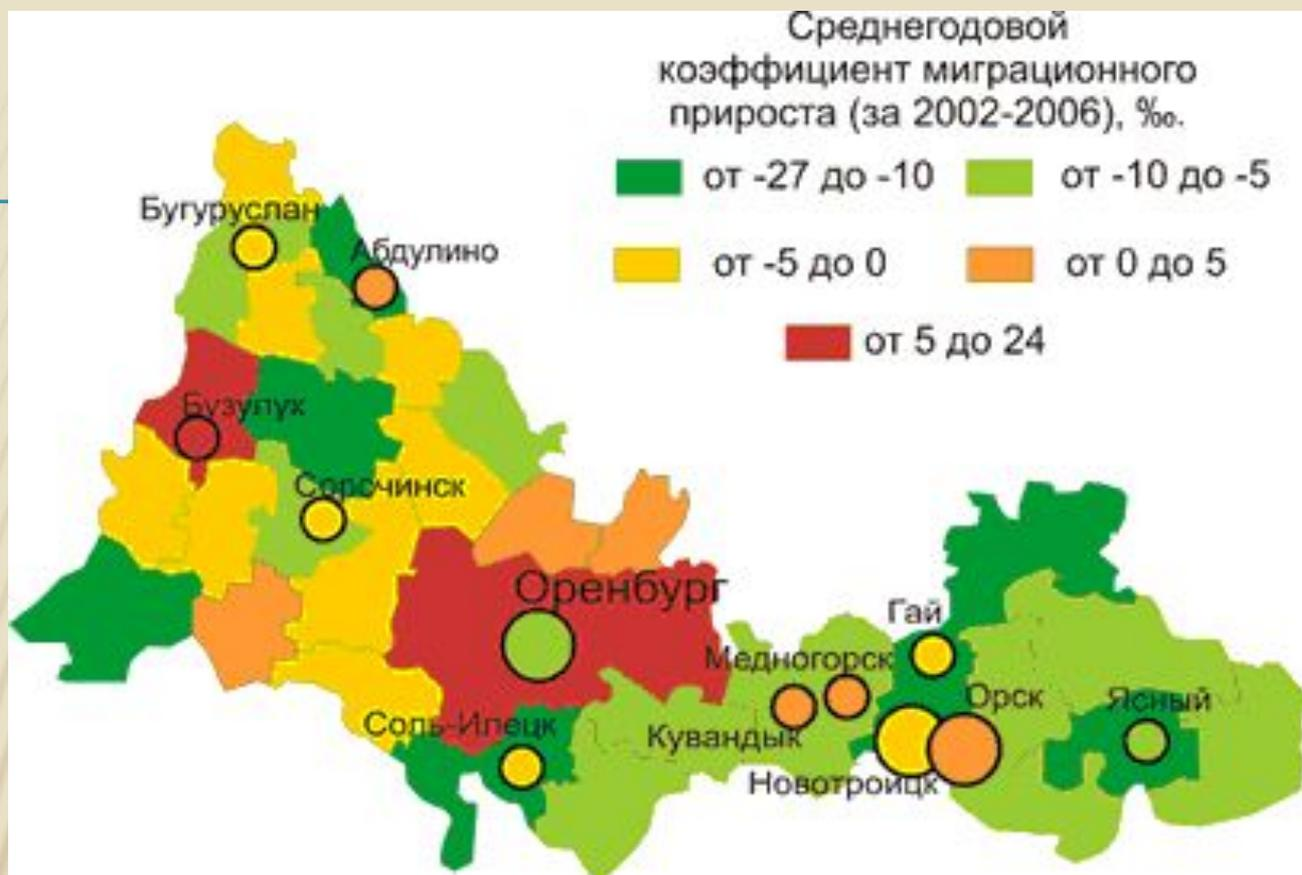 Среднегодовой
коэффициент миграционного
прироста (за 2002-2006), ‰.
от -27 до -10
от -10 до -5
от -5 до 0
от 0 до 5
от 5 до 24
Бугуруслан
Абдулино
Бузулук
Сорочинск
Оренбург
Гай
Медногорск
Орск
Ясный
Соль-Илецк
Кувандык
Новотроицк